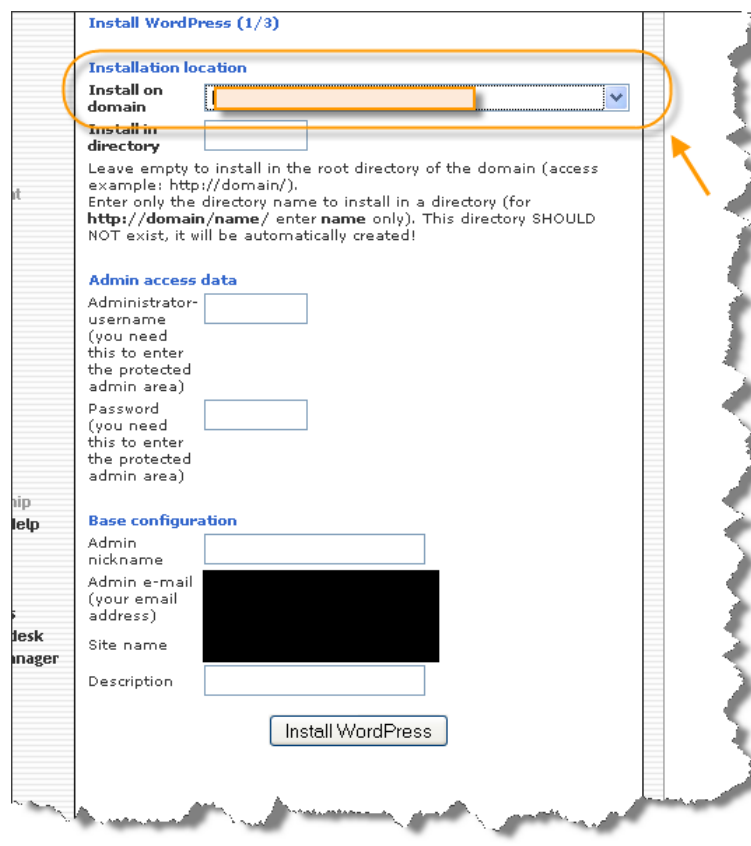 Install WordPress (1/3)
Installation location
Install on
domain
Install in
directory
Leave empty to install in the root directory of the domain (access
example: http://domain/).
Enter only the directory name to install in a directory (for
http://domain/name/ enter name only). This directory SHOULD
NOT exist, it will be automatically created!
Admin access data
Administrator-
username
(you need
this to enter
the protected
admin area)
Password
(you need
this to enter
the protected
admin area)
Base configuration
Admin
nickname
Admin e-mail
(your email
address)
Site name
Description
Install WordPress